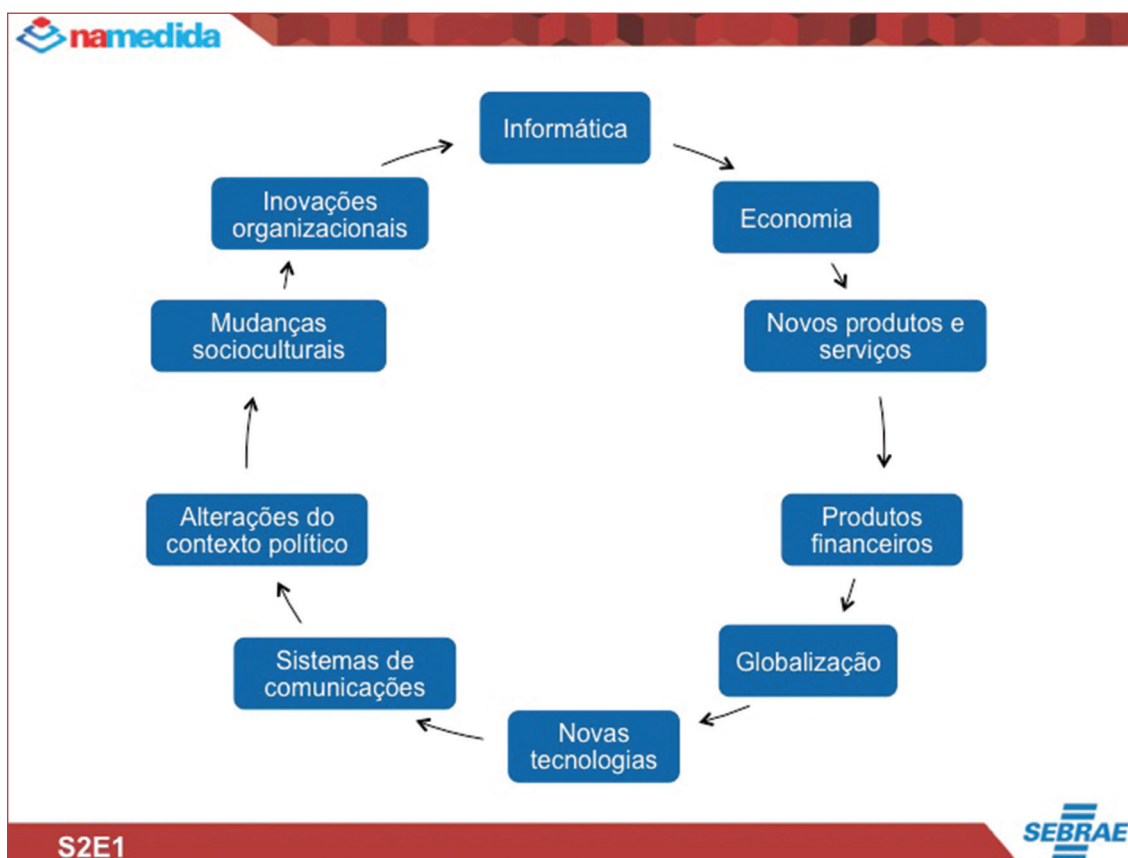 namedida
Informática
Economia
Novos produtos e
serviços
Produtos
financeiros
Globalização
Novas
tecnologias
Sistemas de
comunicações
Alterações do
contexto político
Mudanças
socioculturais
Inovações
organizacionais
S2E1
SEBRAE